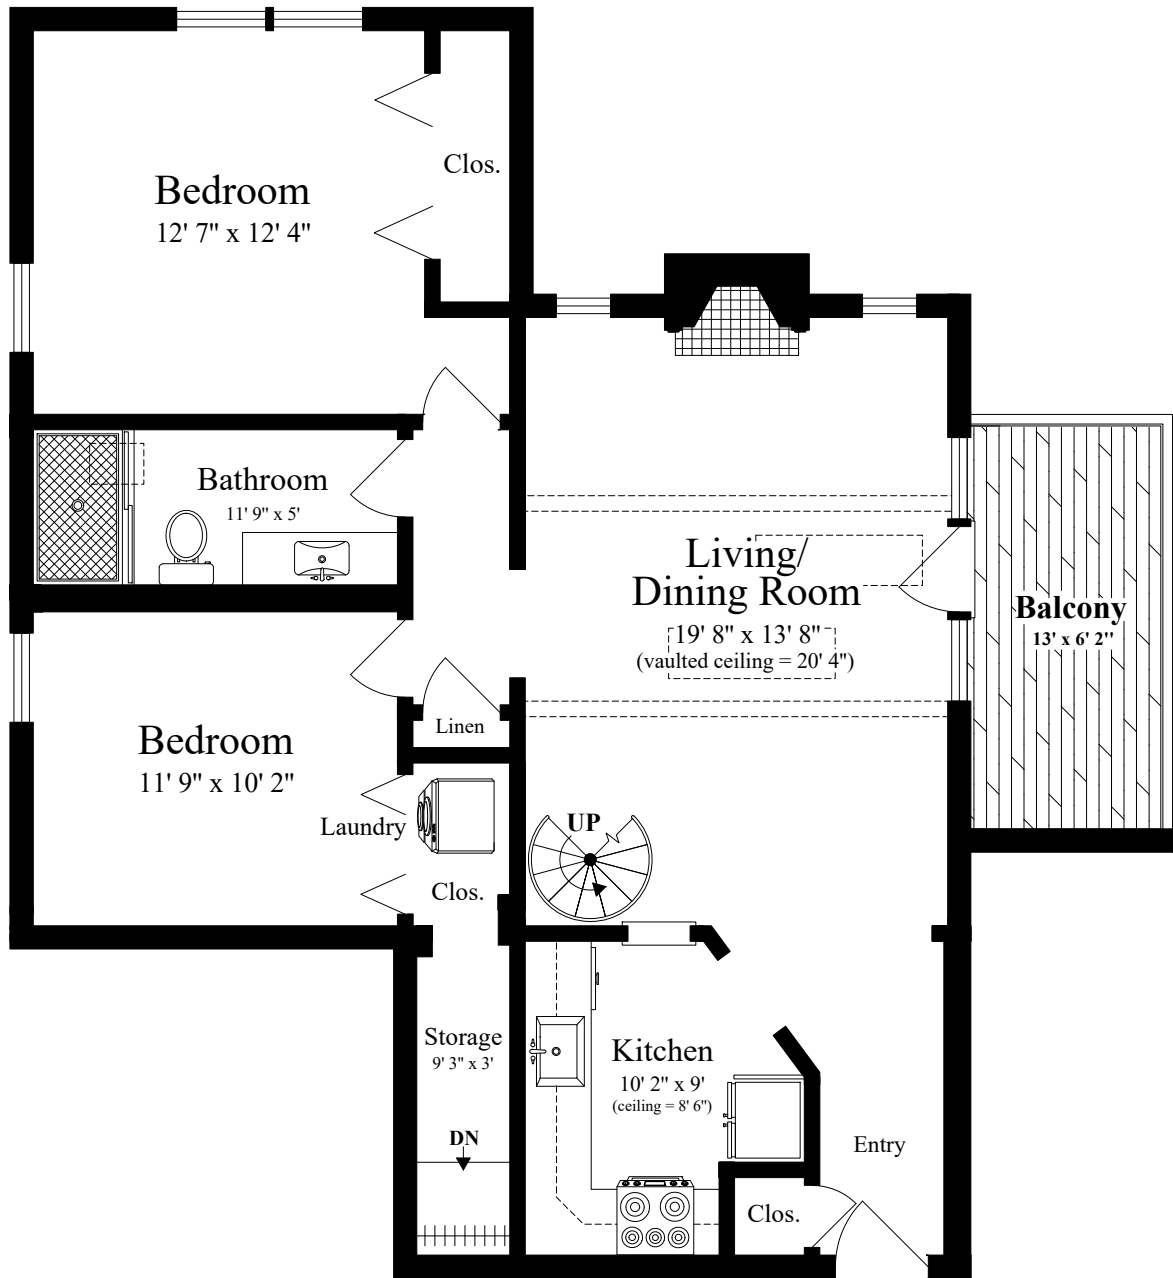 Clos.
Bedroom
12' 7" x 12' 4"
Bathroom
11' 9" x 5'
Living/
Dining Room
19' 8" x 13' 8"
(vaulted ceiling = 20' 4")
Balcony
13' x 6' 2"
Linen
Bedroom
11' 9" x 10' 2"
Laundry
UP
Clos.
Storage
9' 3" x 3'
Kitchen
10' 2" x 9'
(ceiling = 8' 6")
DN
Entry
Clos.